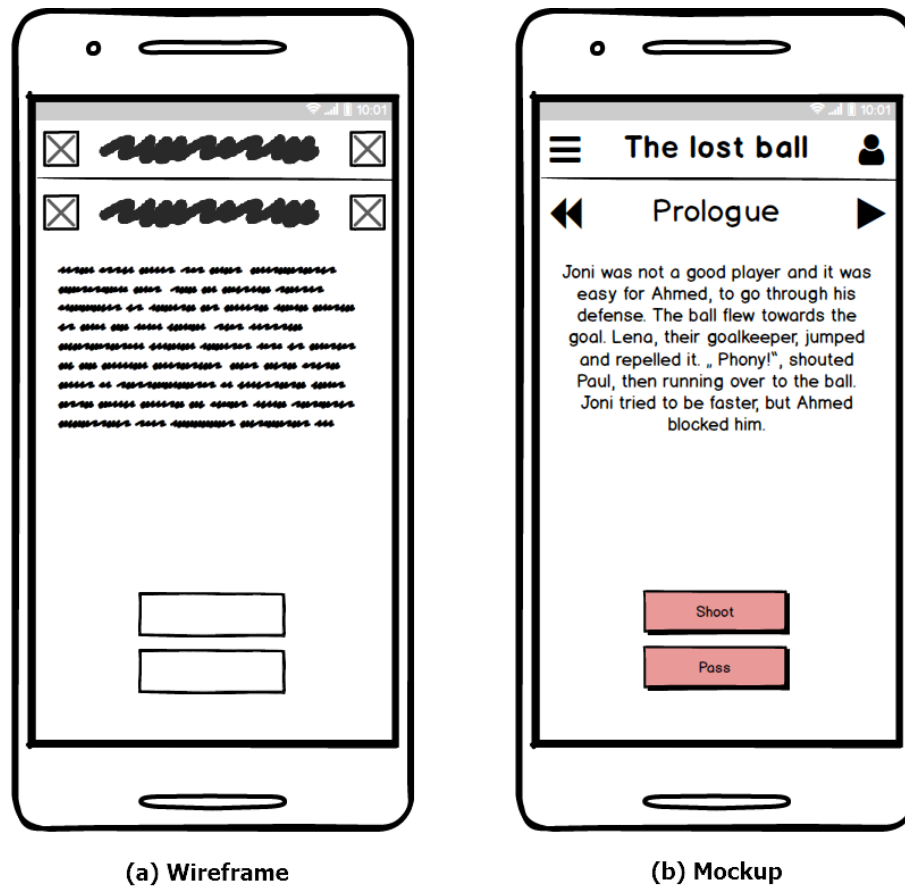 10:01
10:01
The lost ball
Prologue
Joni was not a good player and it was
easy for Ahmed, to go through his
defense. The ball flew towards the
goal. Lena, their goalkeeper, jumped
and repelled it. „ Phony!“, shouted
Paul, then running over to the ball.
Joni tried to be faster, but Ahmed
blocked him.
Shoot
Pass
(a) Wireframe
(b) Mockup